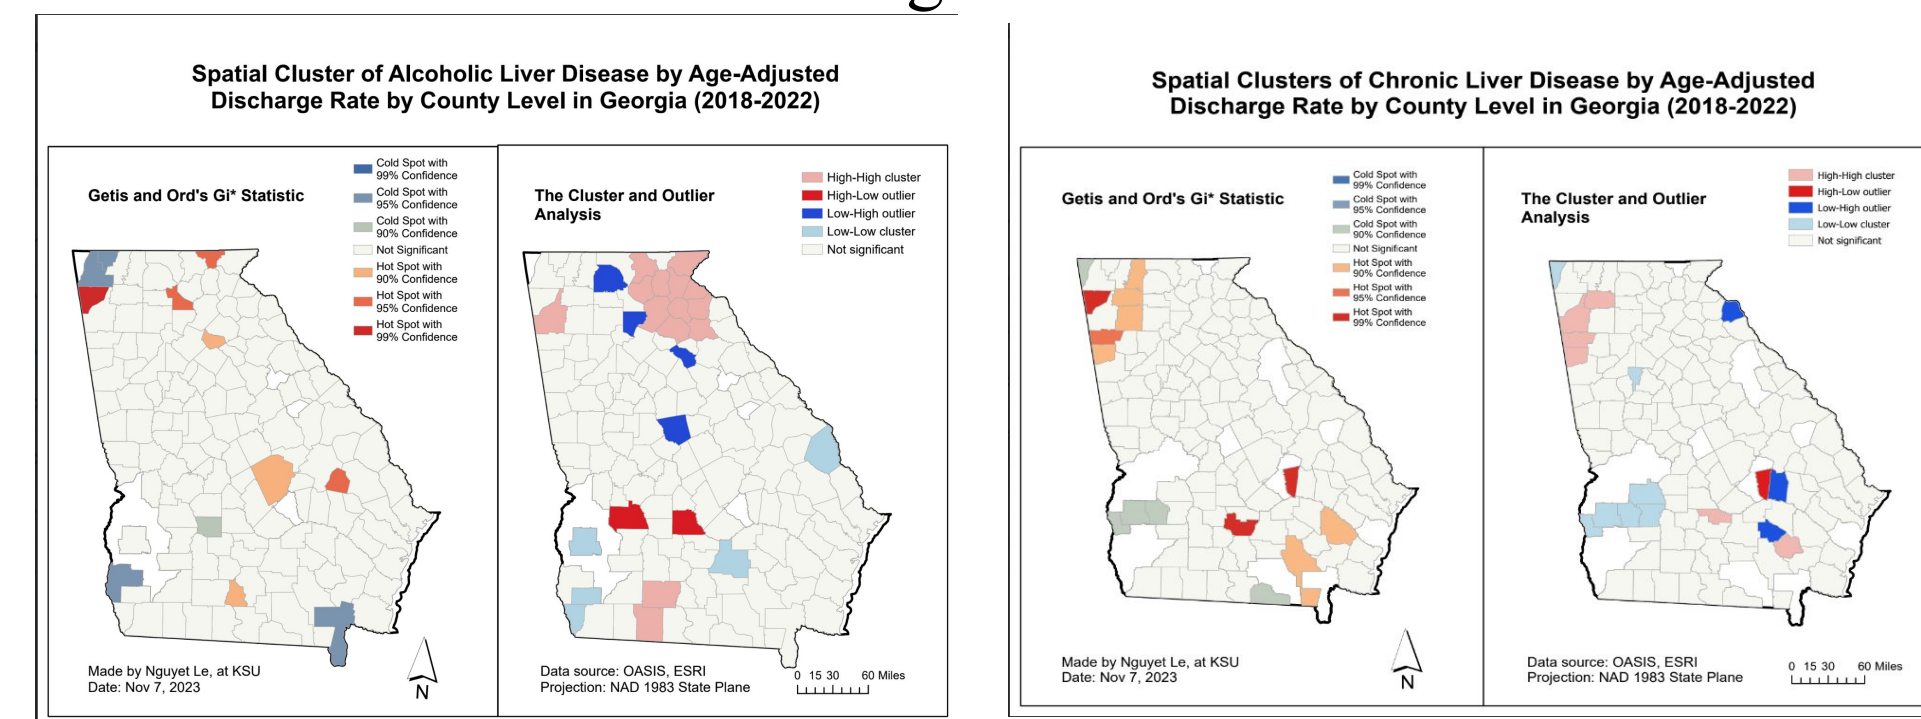 g
Spatial Cluster of Alcoholic Liver Disease by Age-Adjusted
Discharge Rate by County Level in Georgia (2018-2022)
Getis and Ord's Gi* Statistic
Cold Spot with
99% Confidence
Cold Spot with
95% Confidence
Cold Spot with
90% Confidence
Not Significant
Hot Spot with
90% Confidence
Hot Spot with
95% Confidence
Hot Spot with
99% Confidence
Made by Nguyet Le, at KSU
Date: Nov 7, 2023
N
The Cluster and Outlier
Analysis
High-High cluster
High-Low outlier
Low-High outlier
Low-Low cluster
Not significant
Data source: OASIS, ESRI
Projection: NAD 1983 State Plane
0 15 30 60 Miles
Spatial Clusters of Chronic Liver Disease by Age-Adjusted
Discharge Rate by County Level in Georgia (2018-2022)
Getis and Ord's Gi* Statistic
Cold Spot with
99% Confidence
Cold Spot with
95% Confidence
Cold Spot with
90% Confidence
Not Significant
Hot Spot with
90% Confidence
Hot Spot with
95% Confidence
Hot Spot with
99% Confidence
Made by Nguyet Le, at KSU
Date: Nov 7, 2023
N
The Cluster and Outlier
Analysis
High-High cluster
High-Low outlier
Low-High outlier
Low-Low cluster
Not significant
Data source: OASIS, ESRI
Projection: NAD 1983 State Plane
0 15 30 60 Miles